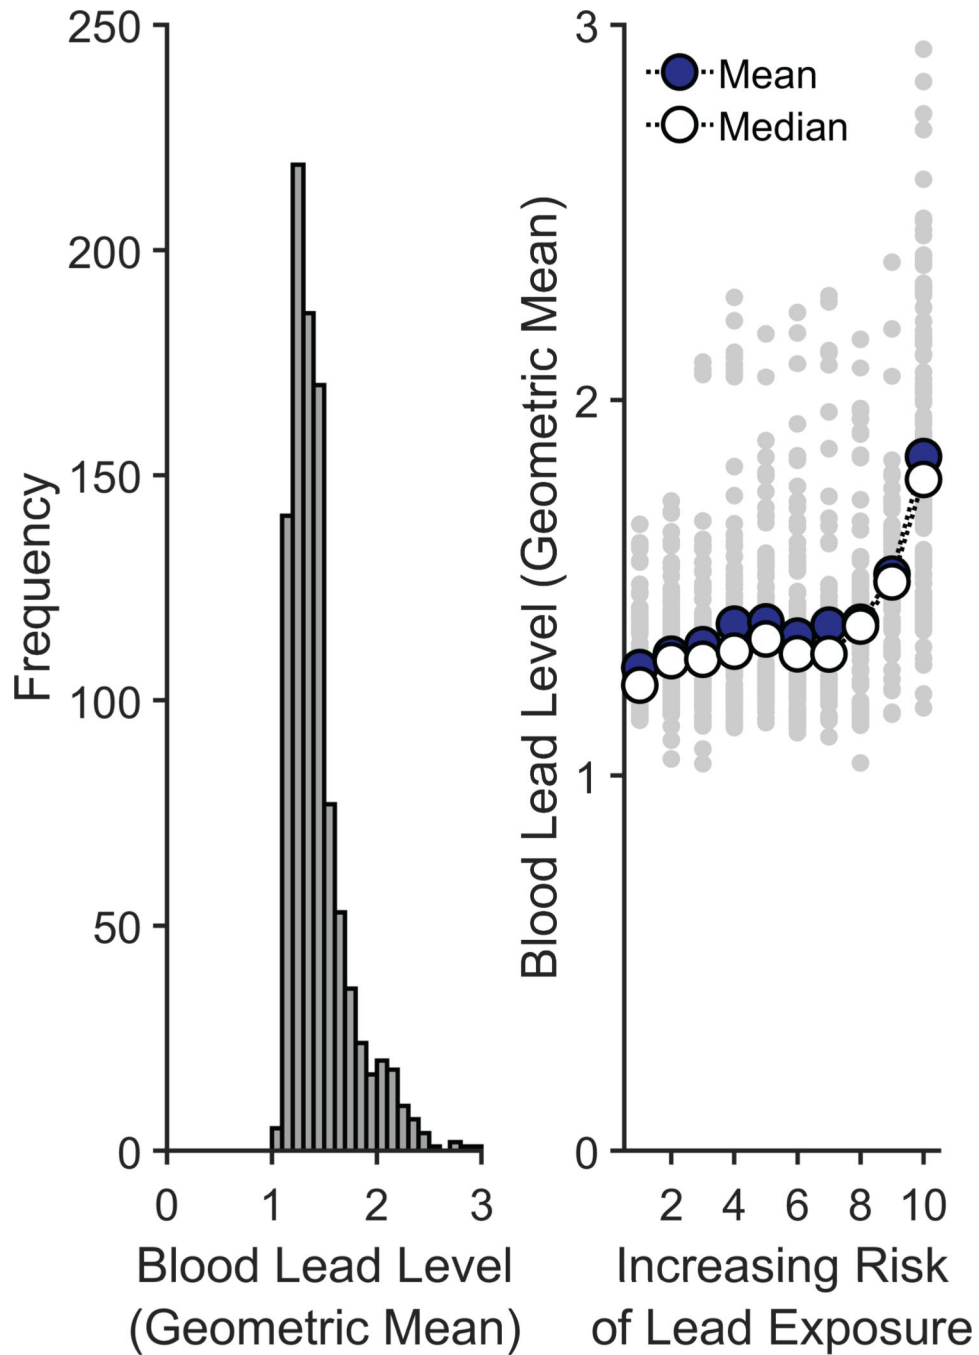 250
200
150
100
50
0
Frequency
0 1 2 3
Blood Lead Level
(Geometric Mean)
3
2
1
0
Blood Lead Level (Geometric Mean)
Mean
Median
2 4 6 8 10
Increasing Risk
of Lead Exposure